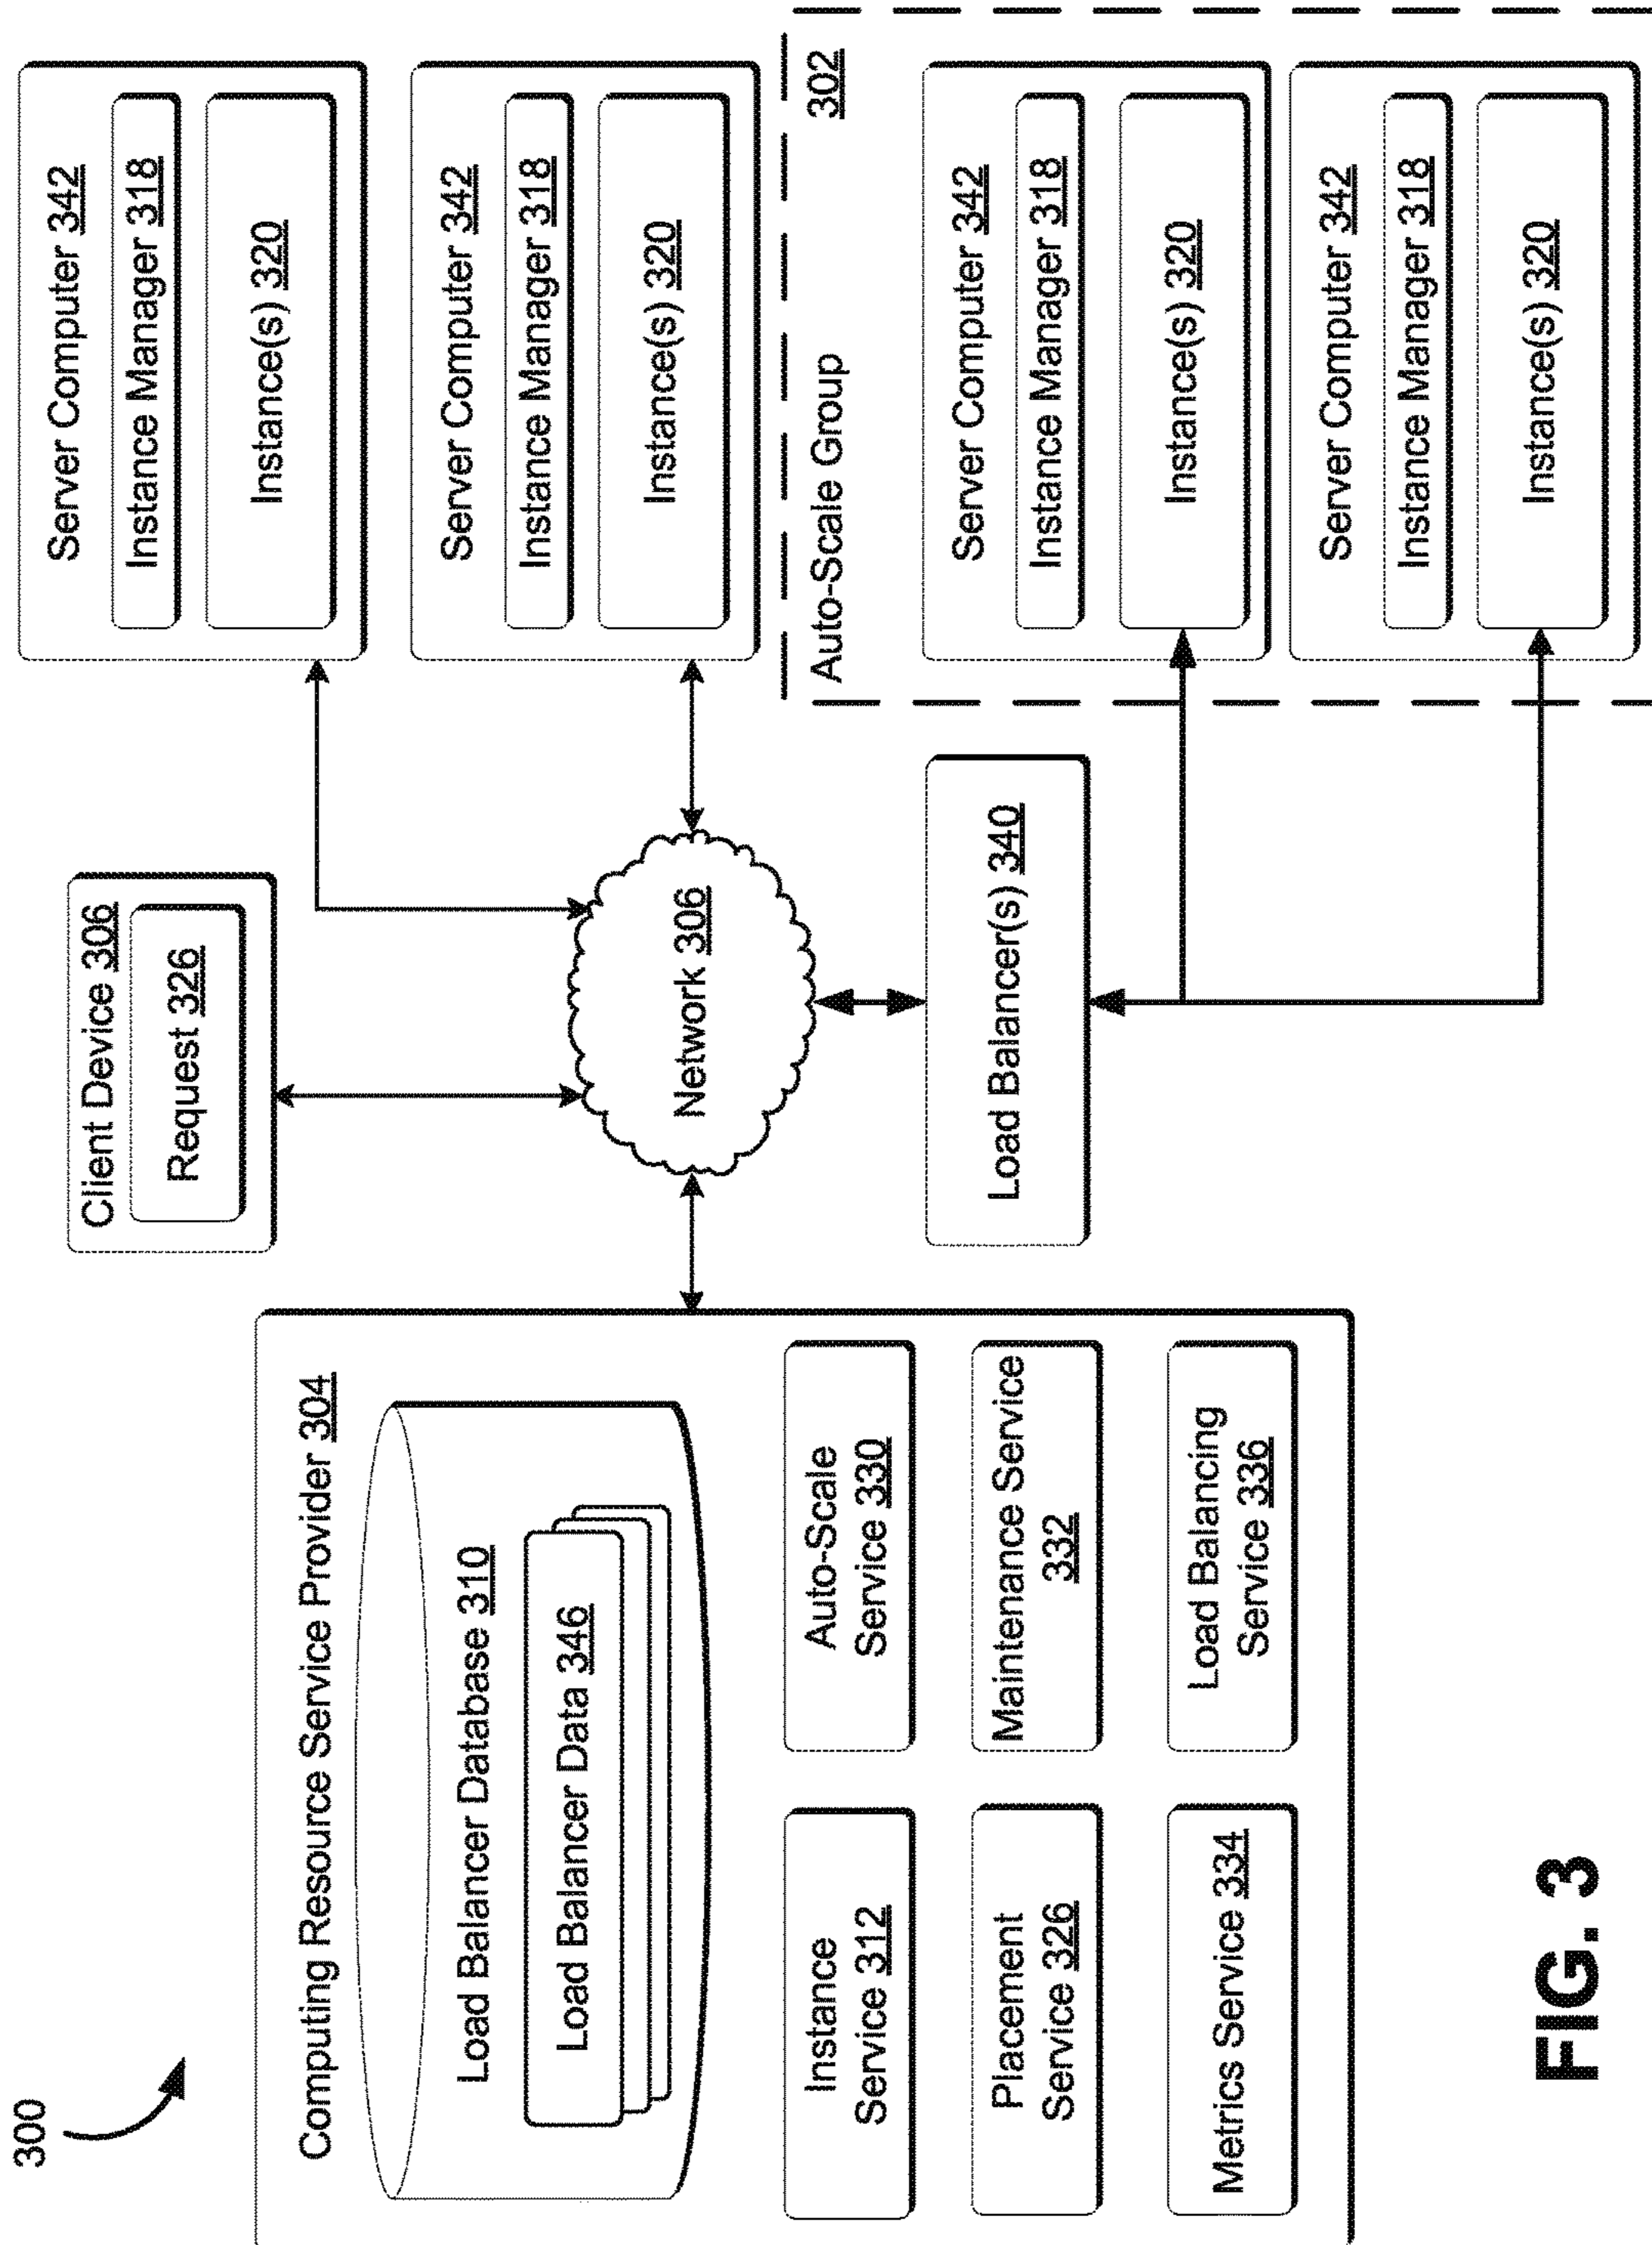 300
Computing Resource Service Provider 304
Load Balancer Database 310
Load Balancer Data 346
Instance
Service 312
Auto-Scale
Service 330
Placement
Service 326
Maintenance Service
332
Metrics Service 334
Load Balancing
Service 336
Client Device 306
Request 326
Network 306
Load Balancer(s) 340
Server Computer 342
Instance Manager 318
Instance(s) 320
Server Computer 342
Instance Manager 318
Instance(s) 320
Auto-Scale Group
302
Server Computer 342
Instance Manager 318
Instance(s) 320
Server Computer 342
Instance Manager 318
Instance(s) 320
FIG. 3